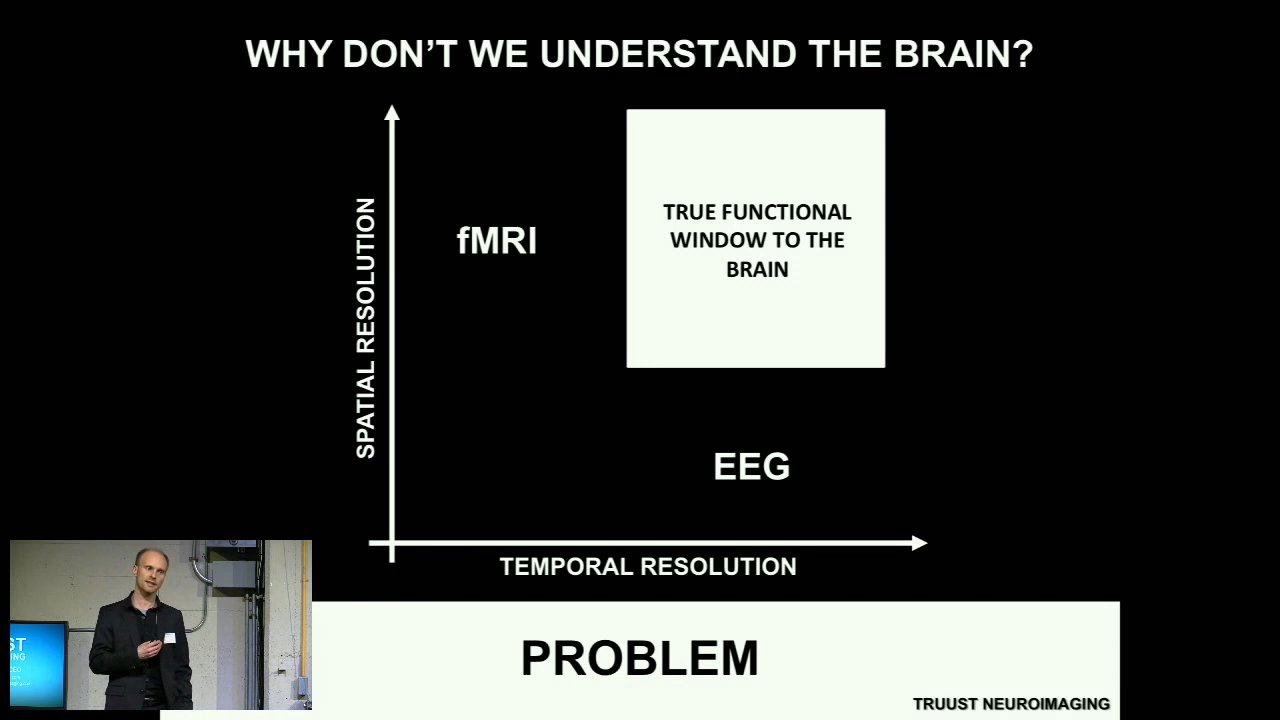 WHY DON'T WE UNDERSTAND THE BRAIN?
SPATIAL RESOLUTION
fMRI
TRUE FUNCTIONAL
WINDOW TO THE
BRAIN
EEG
TEMPORAL RESOLUTION
PROBLEM
TRUUST NEUROIMAGING